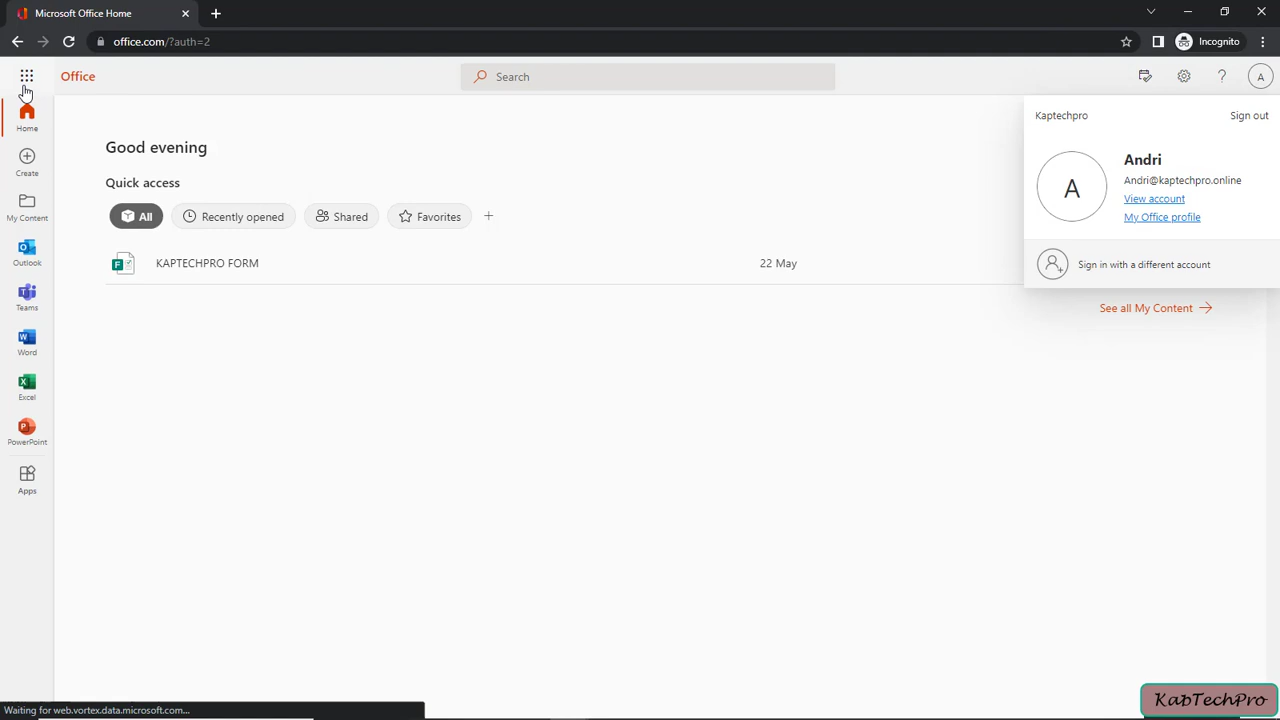 Microsoft Office Home
office.com/?auth=2
Incognito
Office
Search
A
Home
Create
My Content
Outlook
Teams
Word
Excel
PowerPoint
Apps
Good evening
Quick access
All
Recently opened
Shared
Favorites
KAPTECHPRO FORM
22 May
Kaptechpro
Sign out
A
Andri
Andri@kaptechpro.online
View account
My Office profile
Sign in with a different account
See all My Content
Waiting for web.vortex.data.microsoft.com...
KabTechPro